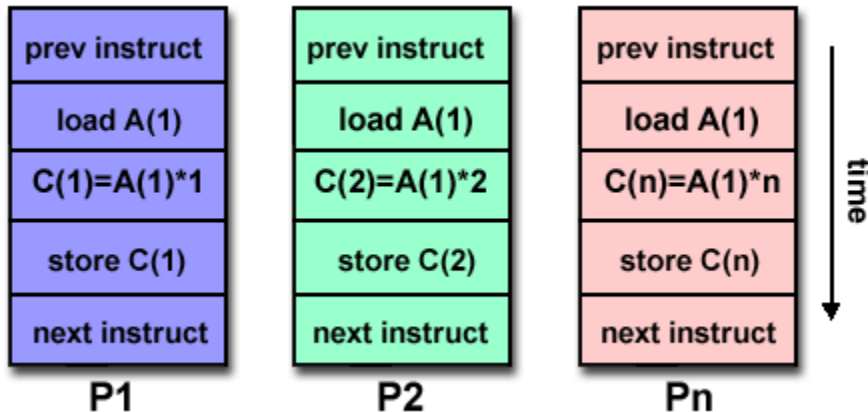 prev instruct
load A(1)
C(1)=A(1)*1
store C(1)
next instruct
P1
prev instruct
load A(1)
C(2)=A(1)*2
store C(2)
next instruct
P2
prev instruct
load A(1)
C(n)=A(1)*n
store C(n)
next instruct
Pn
time